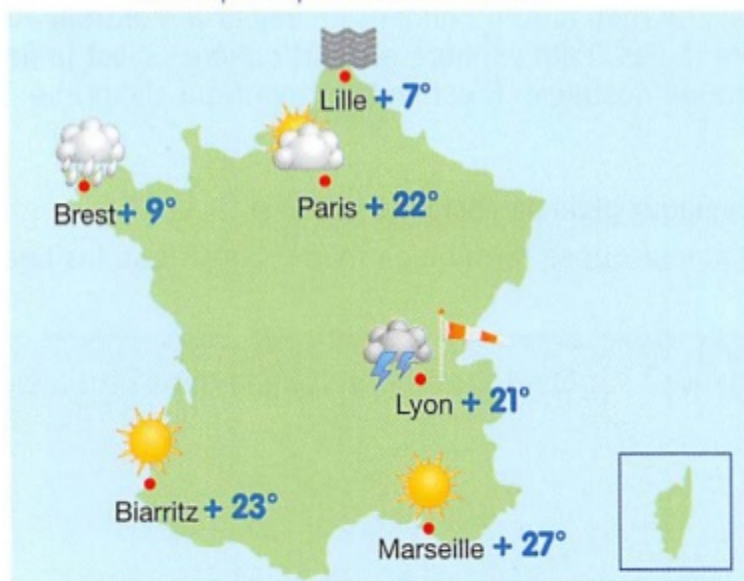 Lille + 7°
Brest + 9°
Paris + 22°
Lyon + 21°
Biarritz + 23°
Marseille + 27°